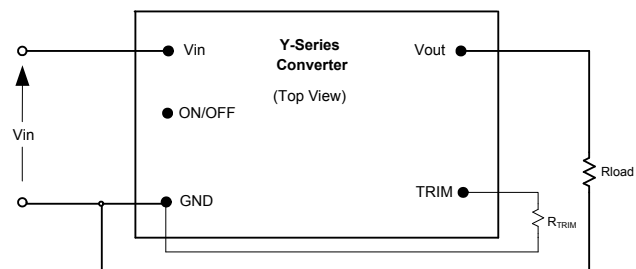 Y-Series
Converter
(Top View)
Vin
Vout
ON/OFF
Vin
GND
TRIM
Rload
RTRIM